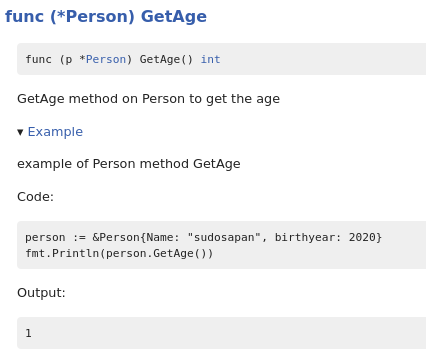 func (*Person) GetAge
func (p *Person) GetAge() int
GetAge method on Person to get the age
▾ Example
example of Person method GetAge
Code:
person := &Person{Name: "sudosapan", birthyear: 2020}
fmt.Println(person.GetAge())
Output:
1